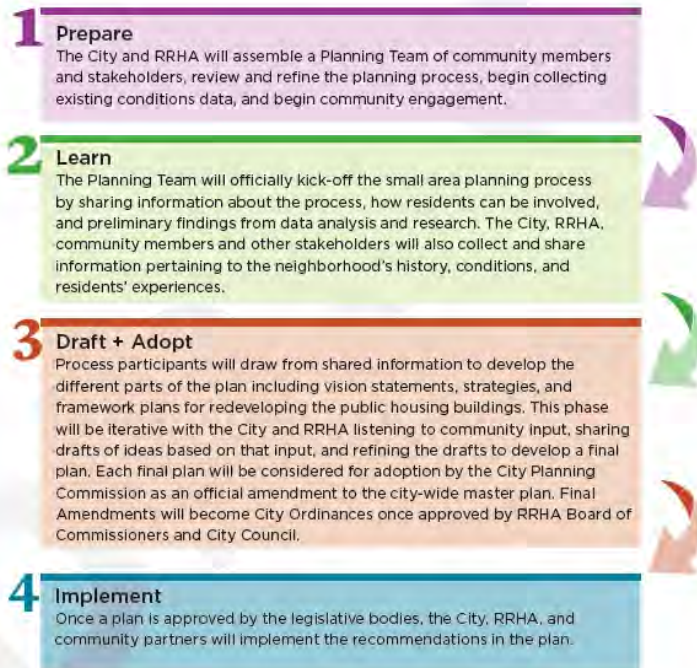 1
Prepare
The City and RRHA will assemble a Planning Team of community members
and stakeholders, review and refine the planning process, begin collecting
existing conditions data, and begin community engagement.
2
Learn
The Planning Team will officially kick-off the small area planning process
by sharing information about the process, how residents can be involved,
and preliminary findings from data analysis and research. The City, RRHA,
community members and other stakeholders will also collect and share
information pertaining to the neighborhood's history, conditions, and
residents' experiences.
3
Draft + Adopt
Process participants will draw from shared information to develop the
different parts of the plan including vision statements, strategies, and
framework plans for redeveloping the public housing buildings. This phase
will be iterative with the City and RRHA listening to community input, sharing
drafts of ideas based on that input, and refining the drafts to develop a final
plan. Each final plan will be considered for adoption by the City Planning
Commission as an official amendment to the city-wide master plan. Final
Amendments will become City Ordinances once approved by RRHA Board of
Commissioners and City Council.
4
Implement
Once a plan is approved by the legislative bodies, the City, RRHA, and
community partners will implement the recommendations in the plan.